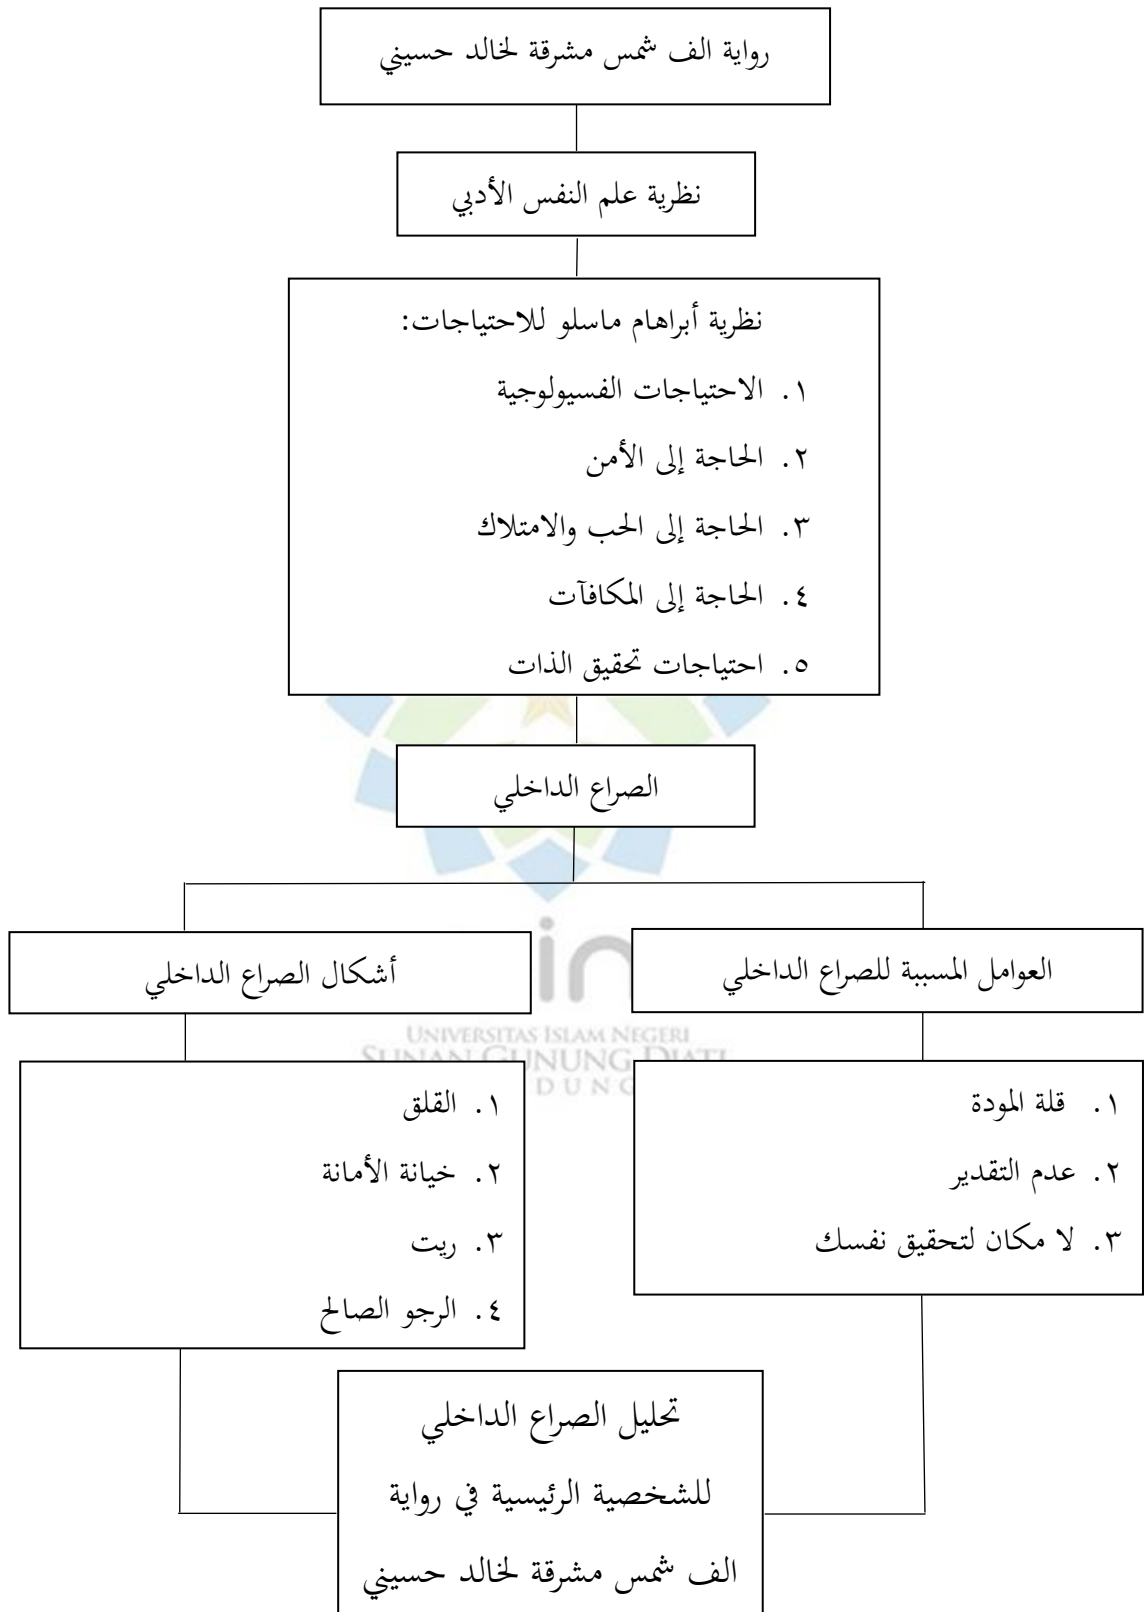 رواية الف شمس مشرقة لخالد حسيني
نظرية علم النفس الأدبي
نظرية أبراهام ماسلو للاحتياجات:
١. الاحتياجات الفسيولوجية
٢. الحاجة إلى الأمن
٣. الحاجة إلى الحب والامتلاك
٤. الحاجة إلى المكافآت
٥. احتياجات تحقيق الذات
الصراع الداخلي
العوامل المسببة للصراع الداخلي
١. قلة المودة
٢. عدم التقدير
٣. لا مكان لتحقيق نفسك
أشكال الصراع الداخلي
١. القلق
٢. خيانة الأمانة
٣. ريت
٤. الرجو الصالح
in
UNIVERSITAS ISLAM NEGERI
SUNAN GUNUNG DJATI
DUNG
تحليل الصراع الداخلي
للشخصية الرئيسية في رواية
الف شمس مشرقة لخالد حسيني